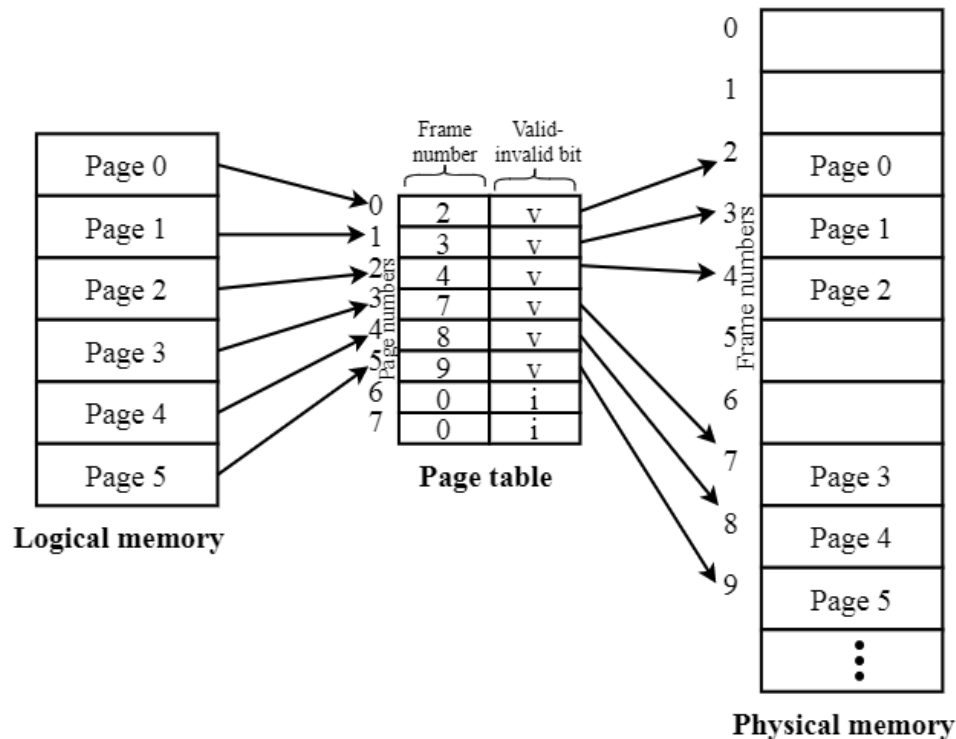 Page 0
Page 1
Page 2
Page 3
Page 4
Page 5
Logical memory
Frame
number
Valid-
invalid bit
Page numbers
0 2 v
1 3 v
2 4 v
3 7 v
4 8 v
5 9 v
6 0 i
7 0 i
Page table
Frame numbers
0
1
2 Page 0
3 Page 1
4 Page 2
5
6
7 Page 3
8 Page 4
9 Page 5
Physical memory